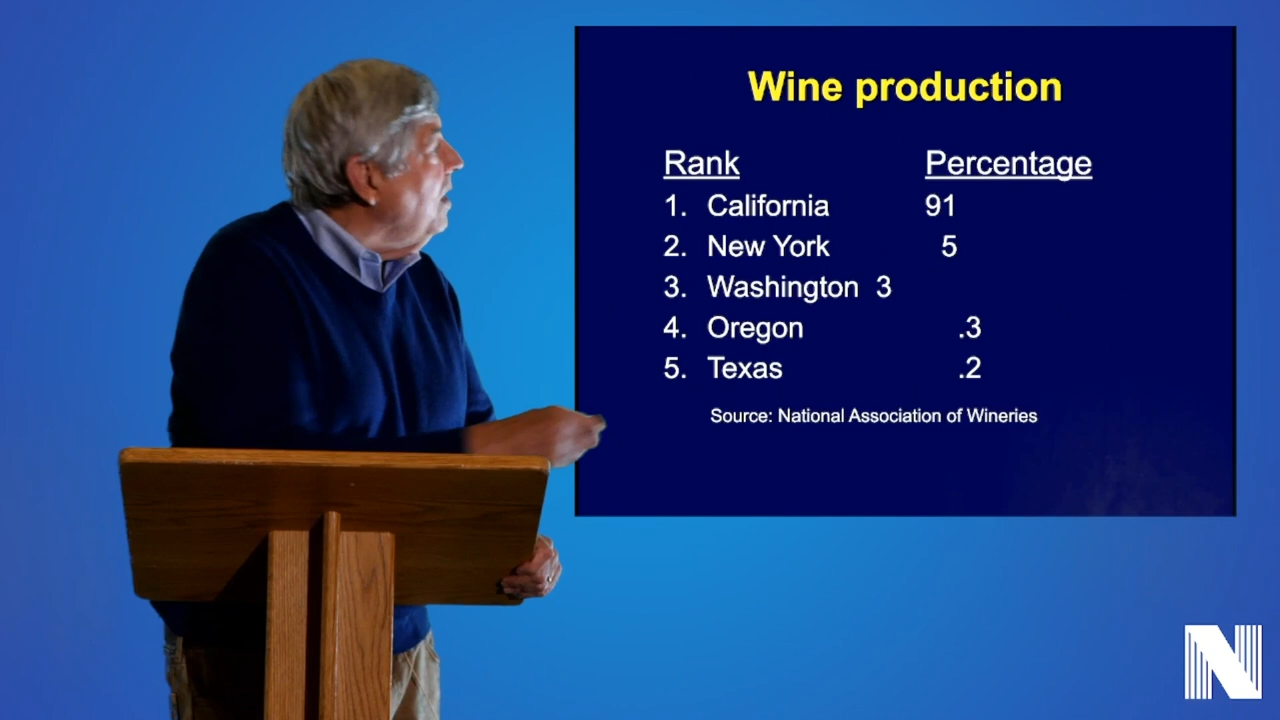 Wine production
Rank Percentage
1. California 91
2. New York 5
3. Washington 3
4. Oregon .3
5. Texas .2
Source: National Association of Wineries
N